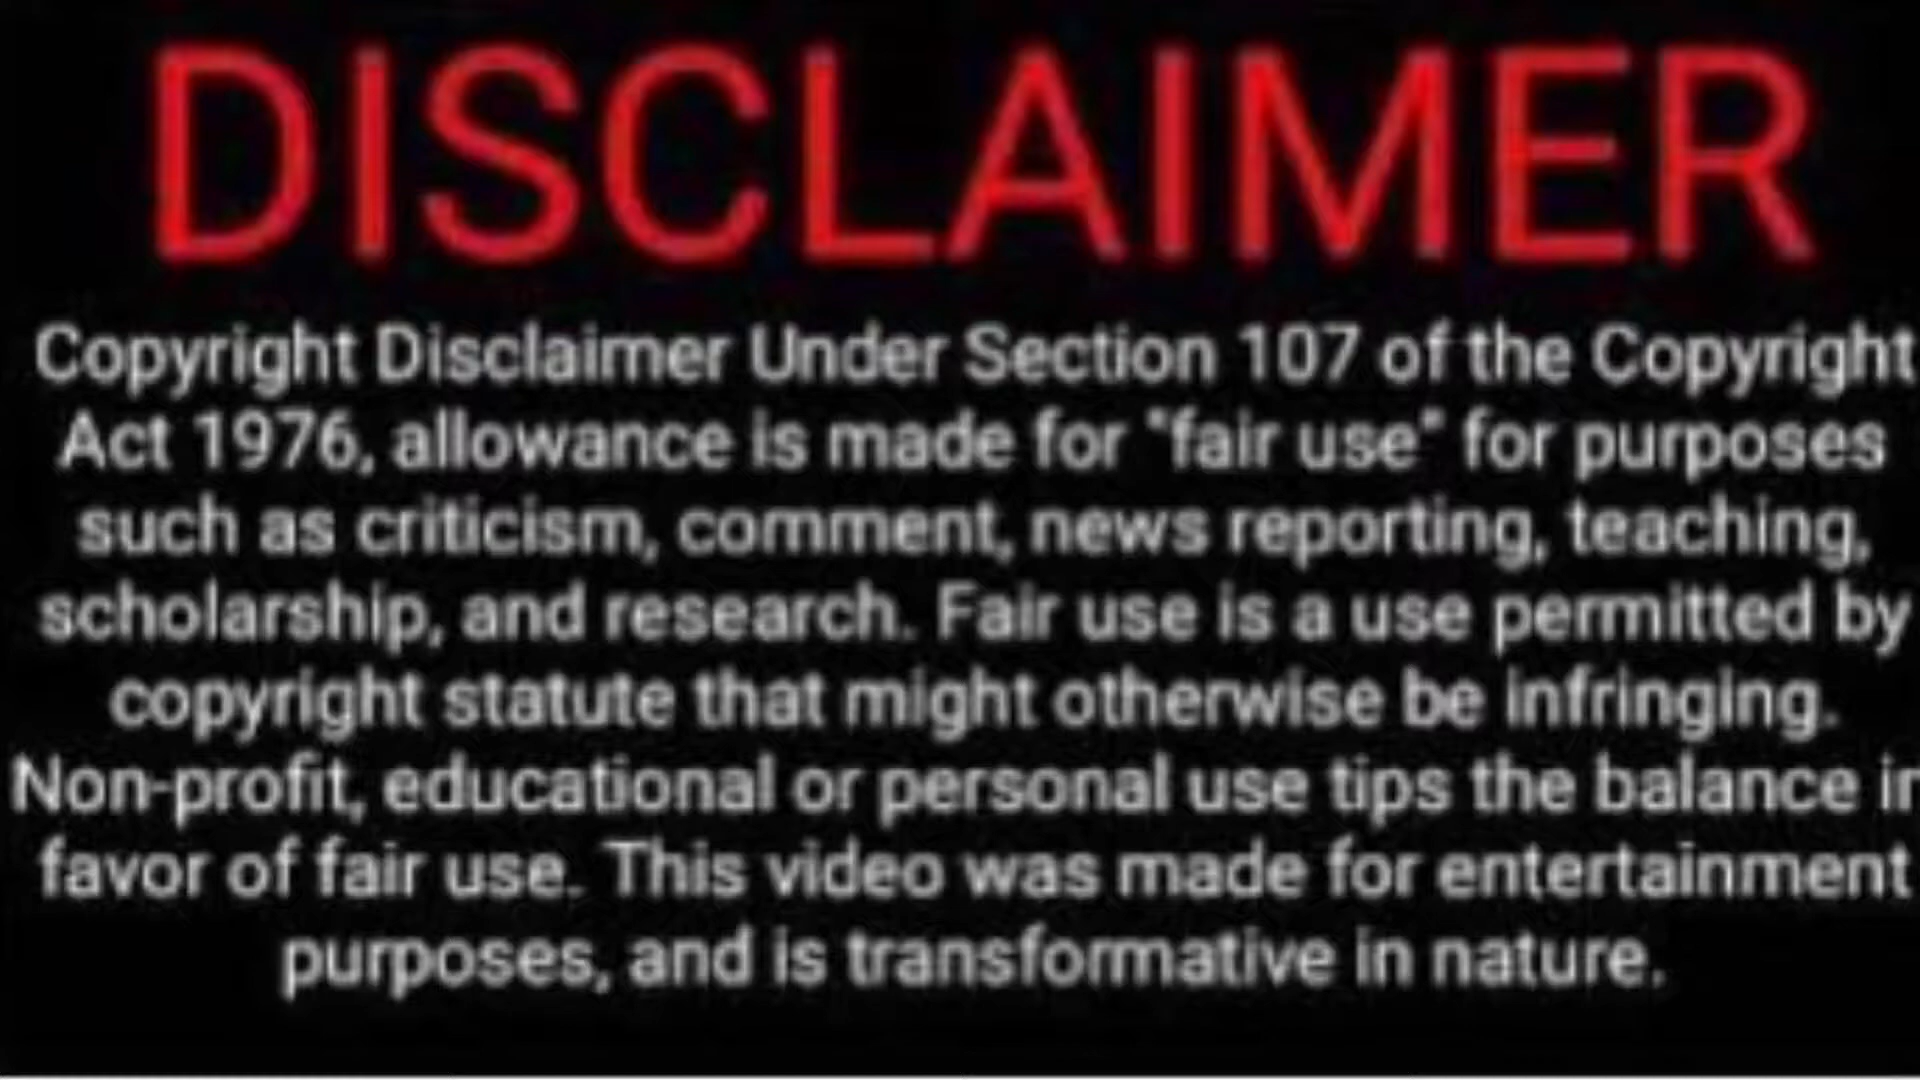 DISCLAIMER
Copyright Disclaimer Under Section 107 of the Copyright
Act 1976, allowance is made for "fair use" for purposes
such as criticism, comment, news reporting, teaching,
scholarship, and research. Fair use is a use permitted by
copyright statute that might otherwise be infringing.
Non-profit, educational or personal use tips the balance in
favor of fair use. This video was made for entertainment
purposes, and is transformative in nature.